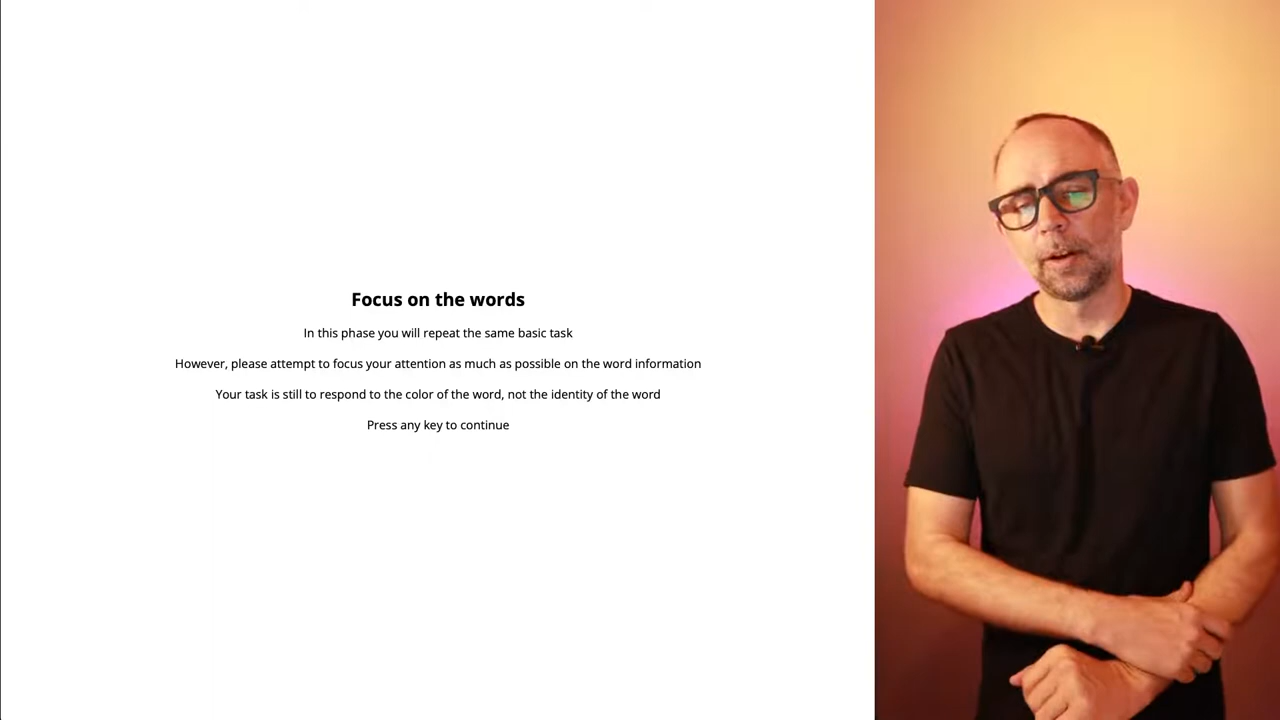 Focus on the words
In this phase you will repeat the same basic task
However, please attempt to focus your attention as much as possible on the word information
Your task is still to respond to the color of the word, not the identity of the word
Press any key to continue